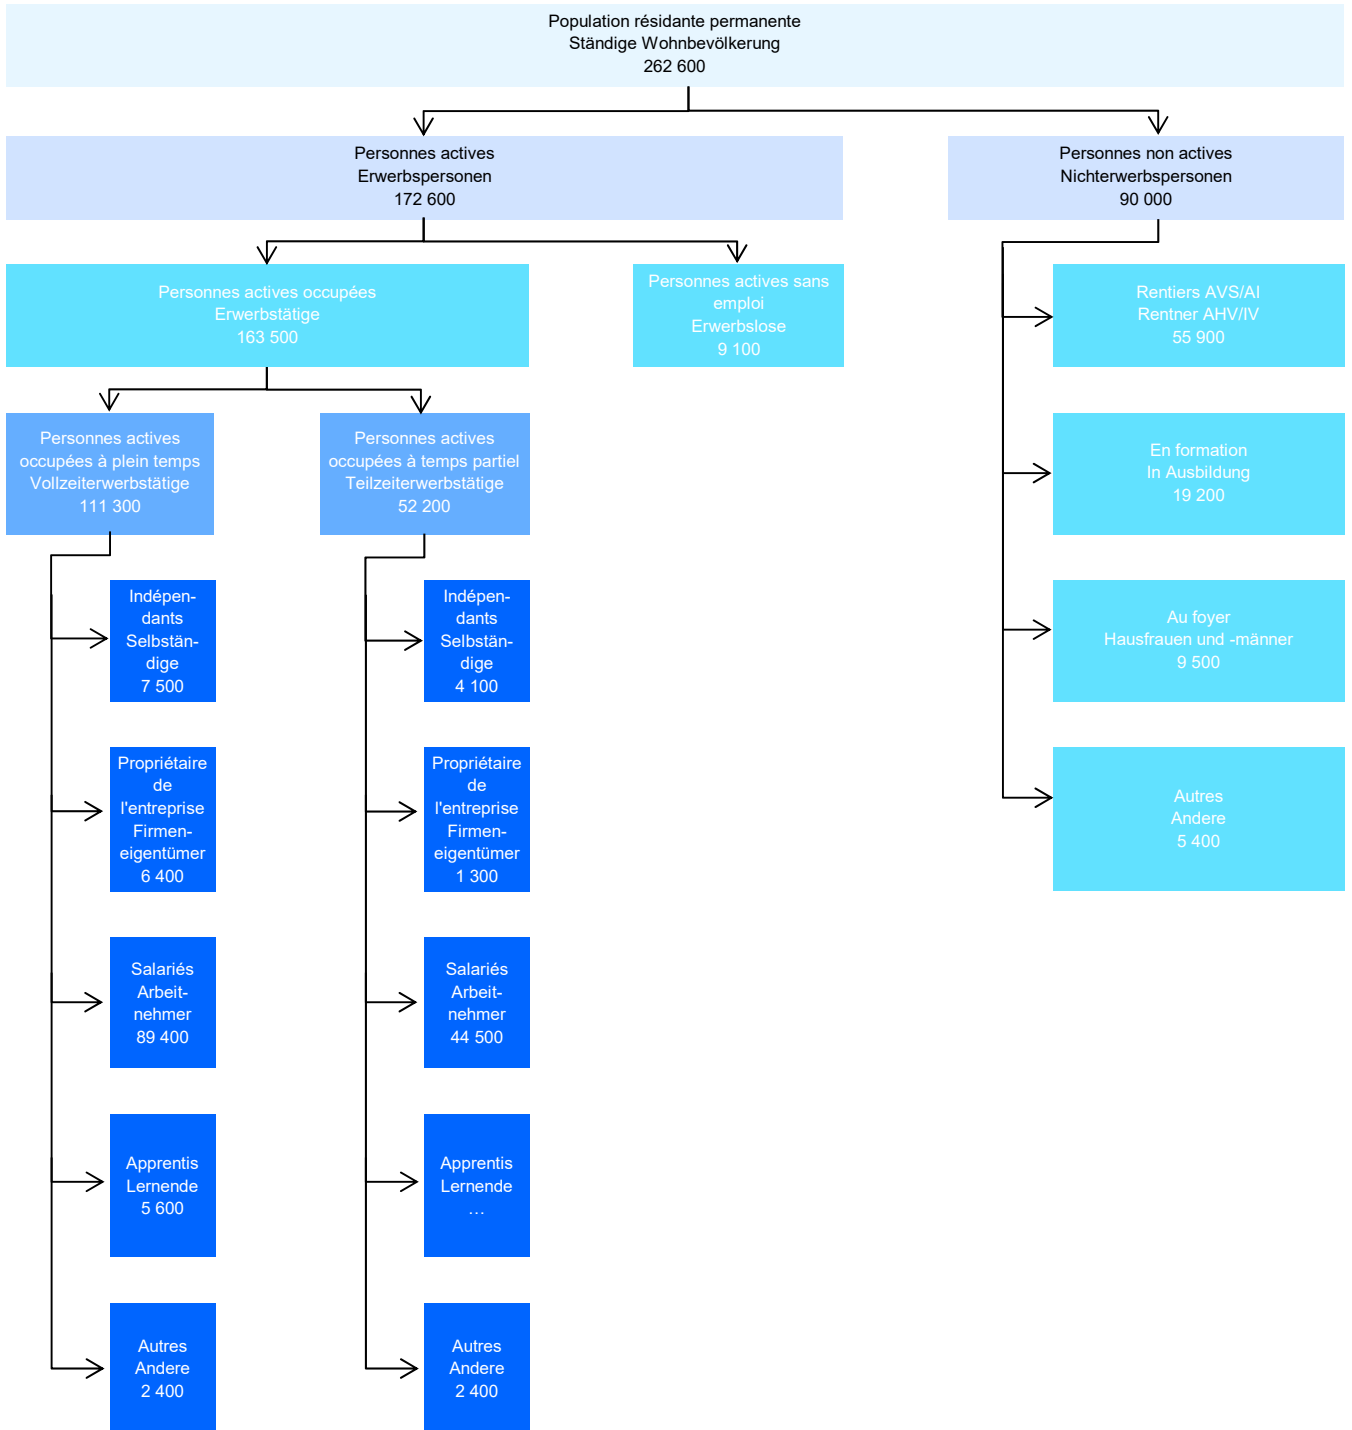 Population résidante permanente
Ständige Wohnbevölkerung
262 600
Personnes actives
Erwerbspersonen
172 600
Personnes non actives
Nichterwerbspersonen
90 000
Personnes actives occupées
Erwerbstätige
163 500
Personnes actives sans
emploi
Erwerbslose
9 100
Rentiers AVS/AI
Rentner AHV/IV
55 900
Personnes actives
occupées à plein temps
Vollzeiterwerbstätige
111 300
Personnes actives
occupées à temps partiel
Teilzeiterwerbstätige
52 200
En formation
In Ausbildung
19 200
Indépen-
dants
Selbstän-
dige
7 500
Indépen-
dants
Selbstän-
dige
4 100
Au foyer
Hausfrauen und -männer
9 500
Propriétaire
de
l'entreprise
Firmen-
eigentümer
6 400
Propriétaire
de
l'entreprise
Firmen-
eigentümer
1 300
Autres
Andere
5 400
Salariés
Arbeit-
nehmer
89 400
Salariés
Arbeit-
nehmer
44 500
Apprentis
Lernende
5 600
Apprentis
Lernende
…
Autres
Andere
2 400
Autres
Andere
2 400